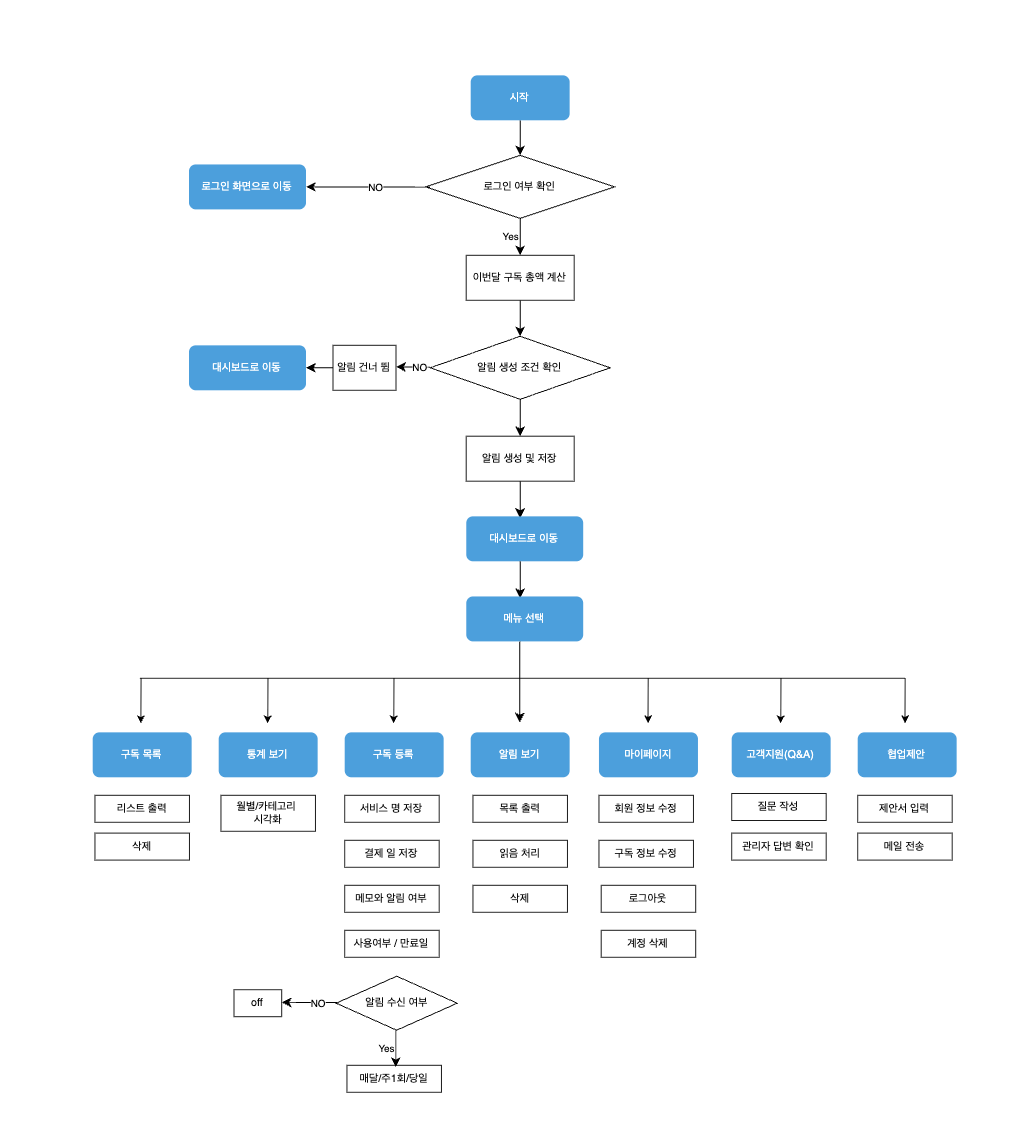 시작
로그인 여부 확인
NO
로그인 화면으로 이동
Yes
이번달 구독 총액 계산
알림 생성 조건 확인
NO
알림 건너 뜀
대시보드로 이동
알림 생성 및 저장
대시보드로 이동
메뉴 선택
구독 목록
리스트 출력
삭제
통계 보기
월별/카테고리
시각화
구독 등록
서비스 명 저장
결제 일 저장
메모와 알림 여부
사용여부 / 만료일
알림 수신 여부
NO
off
Yes
매달/주1회/당일
알림 보기
목록 출력
읽음 처리
삭제
마이페이지
회원 정보 수정
구독 정보 수정
로그아웃
계정 삭제
고객지원(Q&A)
질문 작성
관리자 답변 확인
협업제안
제안서 입력
메일 전송